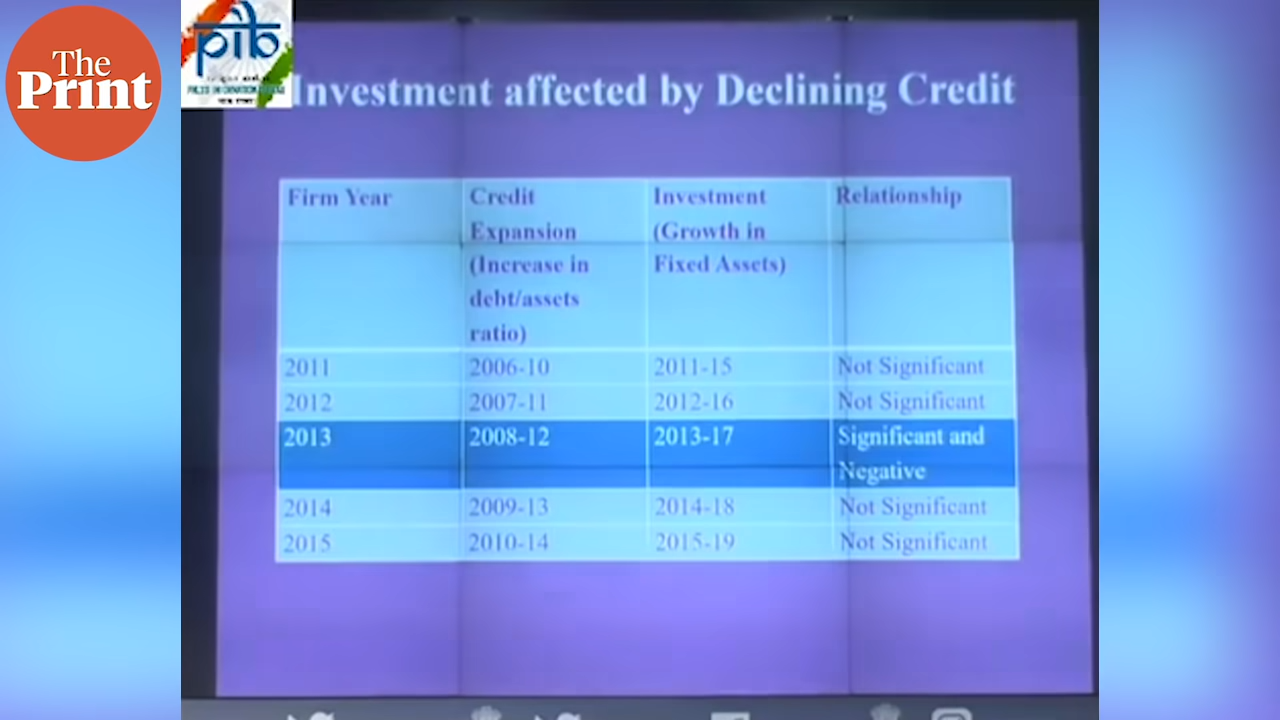 The
Print
pib
Investment affected by Declining Credit
Firm Year
Credit
Expansion
(Increase in
debt/assets
ratio)
Investment
(Growth in
Fixed Assets)
Relationship
2011 2006-10 2011-15 Not Significant
2012 2007-11 2012-16 Not Significant
2013 2008-12 2013-17 Significant and
Negative
2014 2009-13 2014-18 Not Significant
2015 2010-14 2015-19 Not Significant